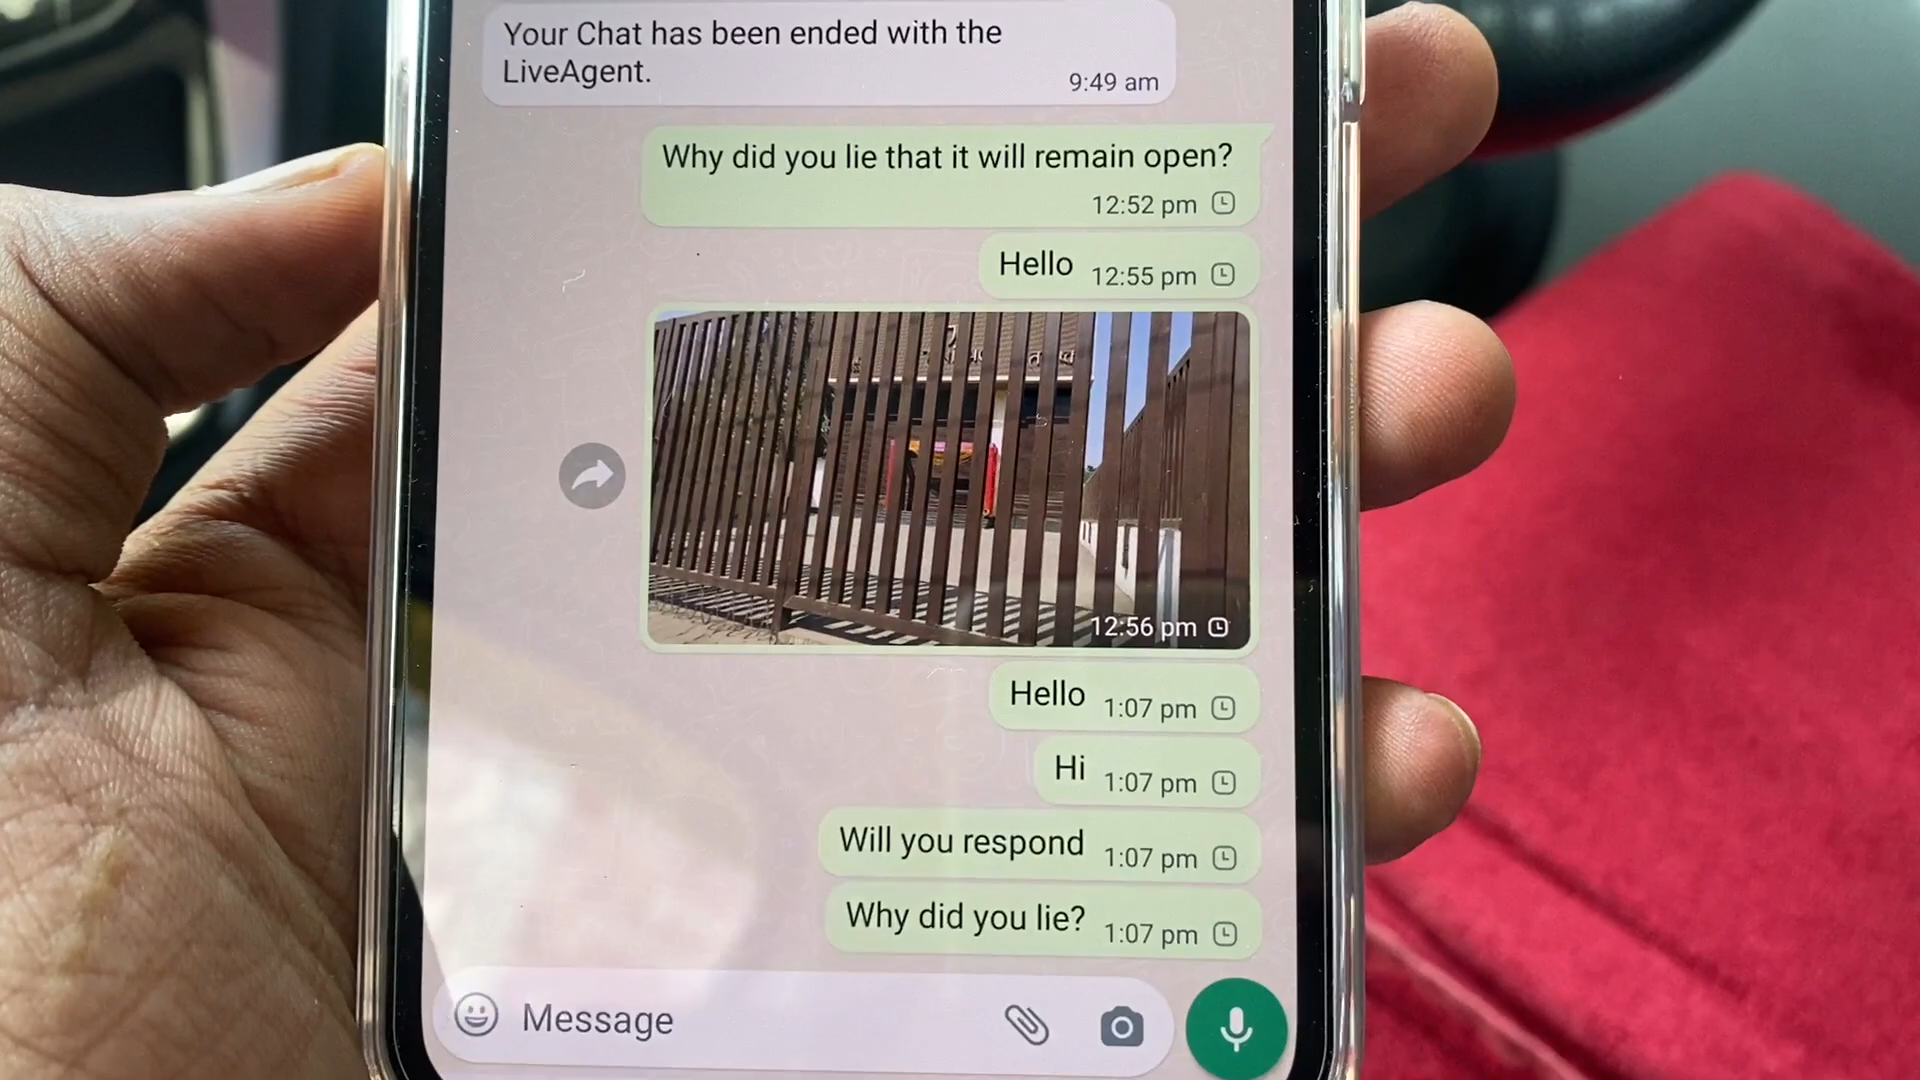 Your Chat has been ended with the
LiveAgent.
9:49 am
Why did you lie that it will remain open?
12:52 pm
Hello 12:55 pm
12:56 pm
Hello 1:07 pm
Hi 1:07 pm
Will you respond 1:07 pm
Why did you lie? 1:07 pm
Message